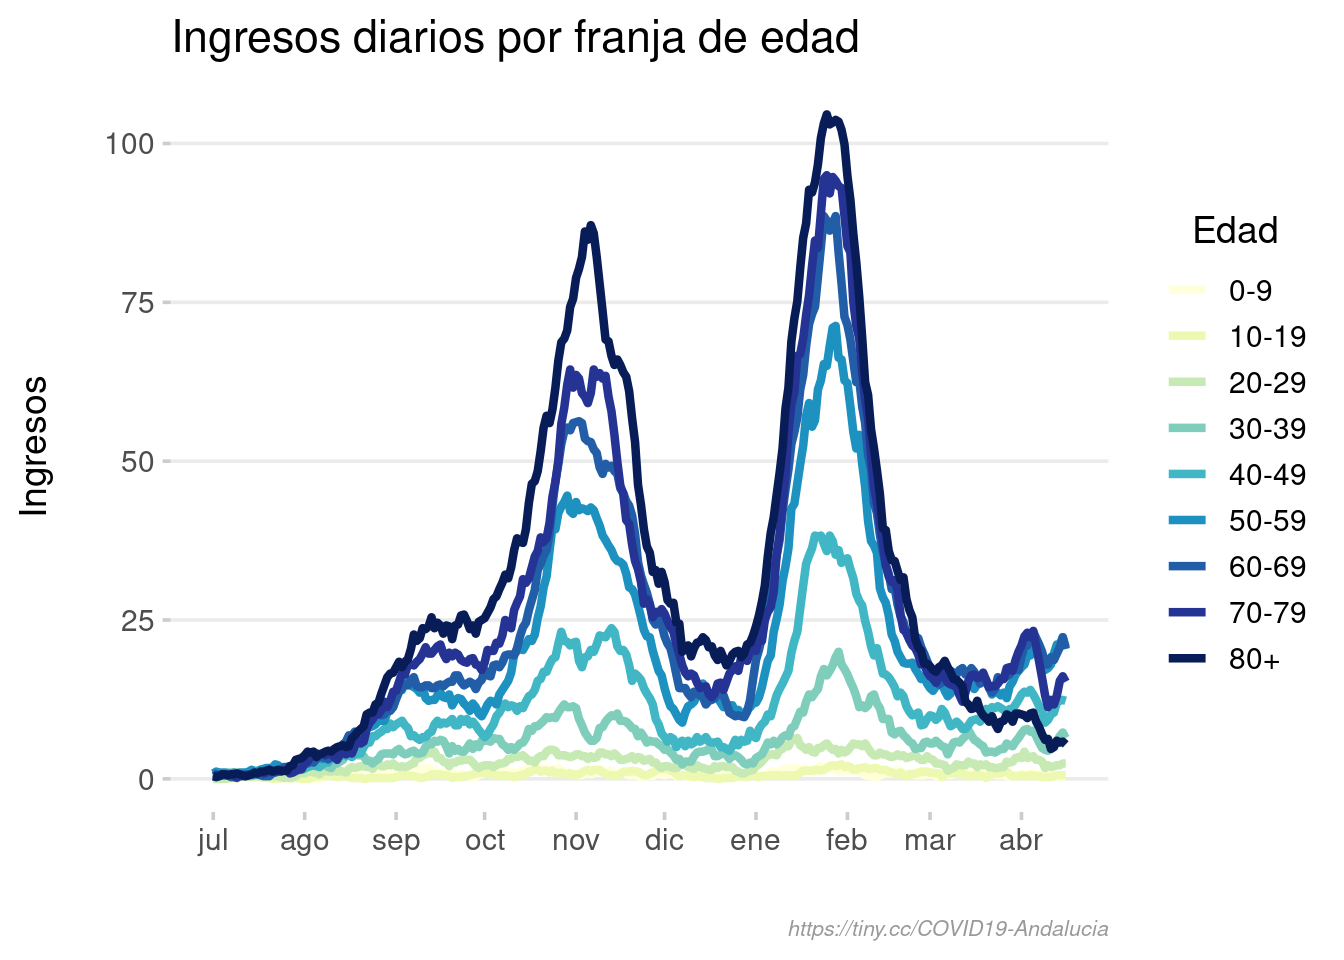 Ingresos diarios por franja de edad
Ingresos
100
75
50
25
0
jul ago sep oct nov dic ene feb mar abr
Edad
0-9
10-19
20-29
30-39
40-49
50-59
60-69
70-79
80+
https://tiny.cc/COVID19-Andalucia